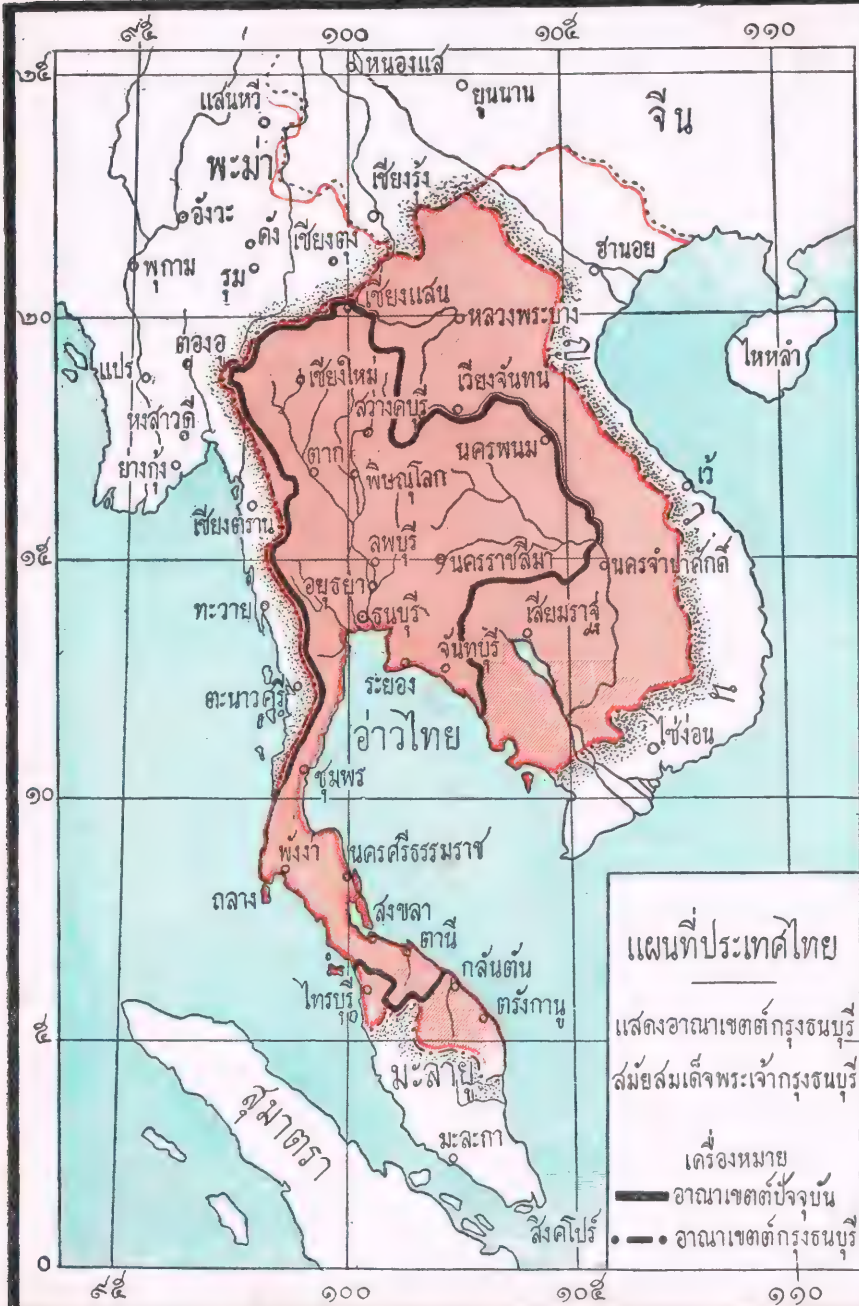 ๙๕ ๑๐๐ ๑๐๕ ๑๑๐
๒๕
หนองแส
ยูนนาน
จีน
แสนหวี
พะม่า
เชียงรุ้ง
อังวะ
คัง
เชียงตุง
ฮานอย
พุกาม
รุม
๒๐
เชียงแสน
หลวงพระบาง
ไหหลำ
ตองอู
แปร
เชียงใหม่
เวียงจันทน์
สวางคบุรี
หงสาวดี
นครพนม
ย่างกุ้ง
ตาก
พิษณุโลก
เว้
เชียงตราน
๑๕
ลพบุรี
นครราชสีมา
นครจำปาศักดิ์
อยุธยา
ทะวาย
ธนบุรี
เสียมราฐ
จันทบุรี
ระยอง
ตะนาวศรี
อ่าวไทย
ไซ่ง่อน
ญวน
ชุมพร
๑๐
พังงา
นครศรีธรรมราช
ถลาง
สงขลา
ตานี
กลันตัน
ไทรบุรี
ตรังกานู
๕
มะลายู
สุมาตรา
มะละกา
สิงคโปร์
๐
๙๕ ๑๐๐ ๑๐๕ ๑๑๐
แผนที่ประเทศไทย
แสดงอาณาเขตต์กรุงธนบุรี
สมัยสมเด็จพระเจ้ากรุงธนบุรี
เครื่องหมาย
อาณาเขตต์ปัจจุบัน
อาณาเขตต์กรุงธนบุรี